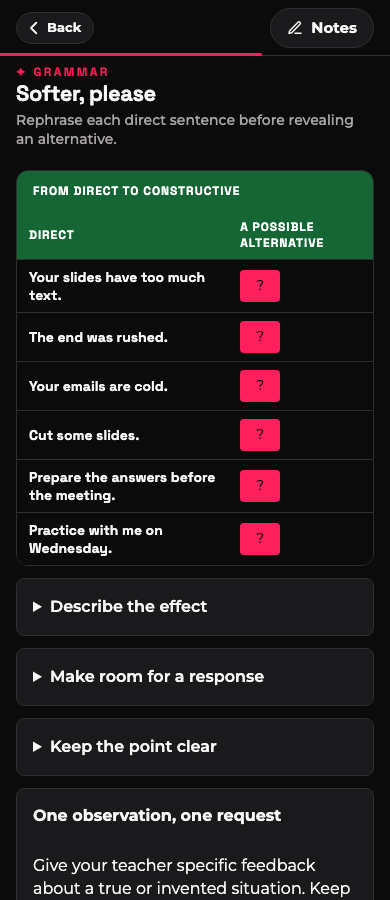 Back
Notes
GRAMMAR
Softer, please
Rephrase each direct sentence before revealing
an alternative.
FROM DIRECT TO CONSTRUCTIVE
DIRECT
A POSSIBLE
ALTERNATIVE
Your slides have too much
text.
?
The end was rushed.
?
Your emails are cold.
?
Cut some slides.
?
Prepare the answers before
the meeting.
?
Practice with me on
Wednesday.
?
Describe the effect
Make room for a response
Keep the point clear
One observation, one request
Give your teacher specific feedback
about a true or invented situation. Keep